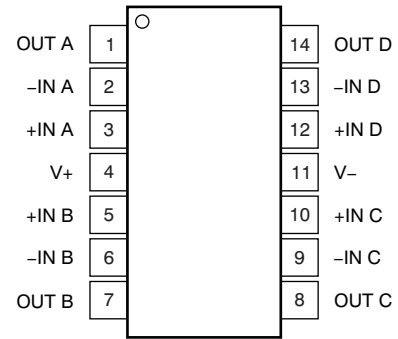 OUT A 1 14 OUT D
−IN A 2 13 −IN D
+IN A 3 12 +IN D
V+ 4 11 V−
+IN B 5 10 +IN C
−IN B 6 9 −IN C
OUT B 7 8 OUT C